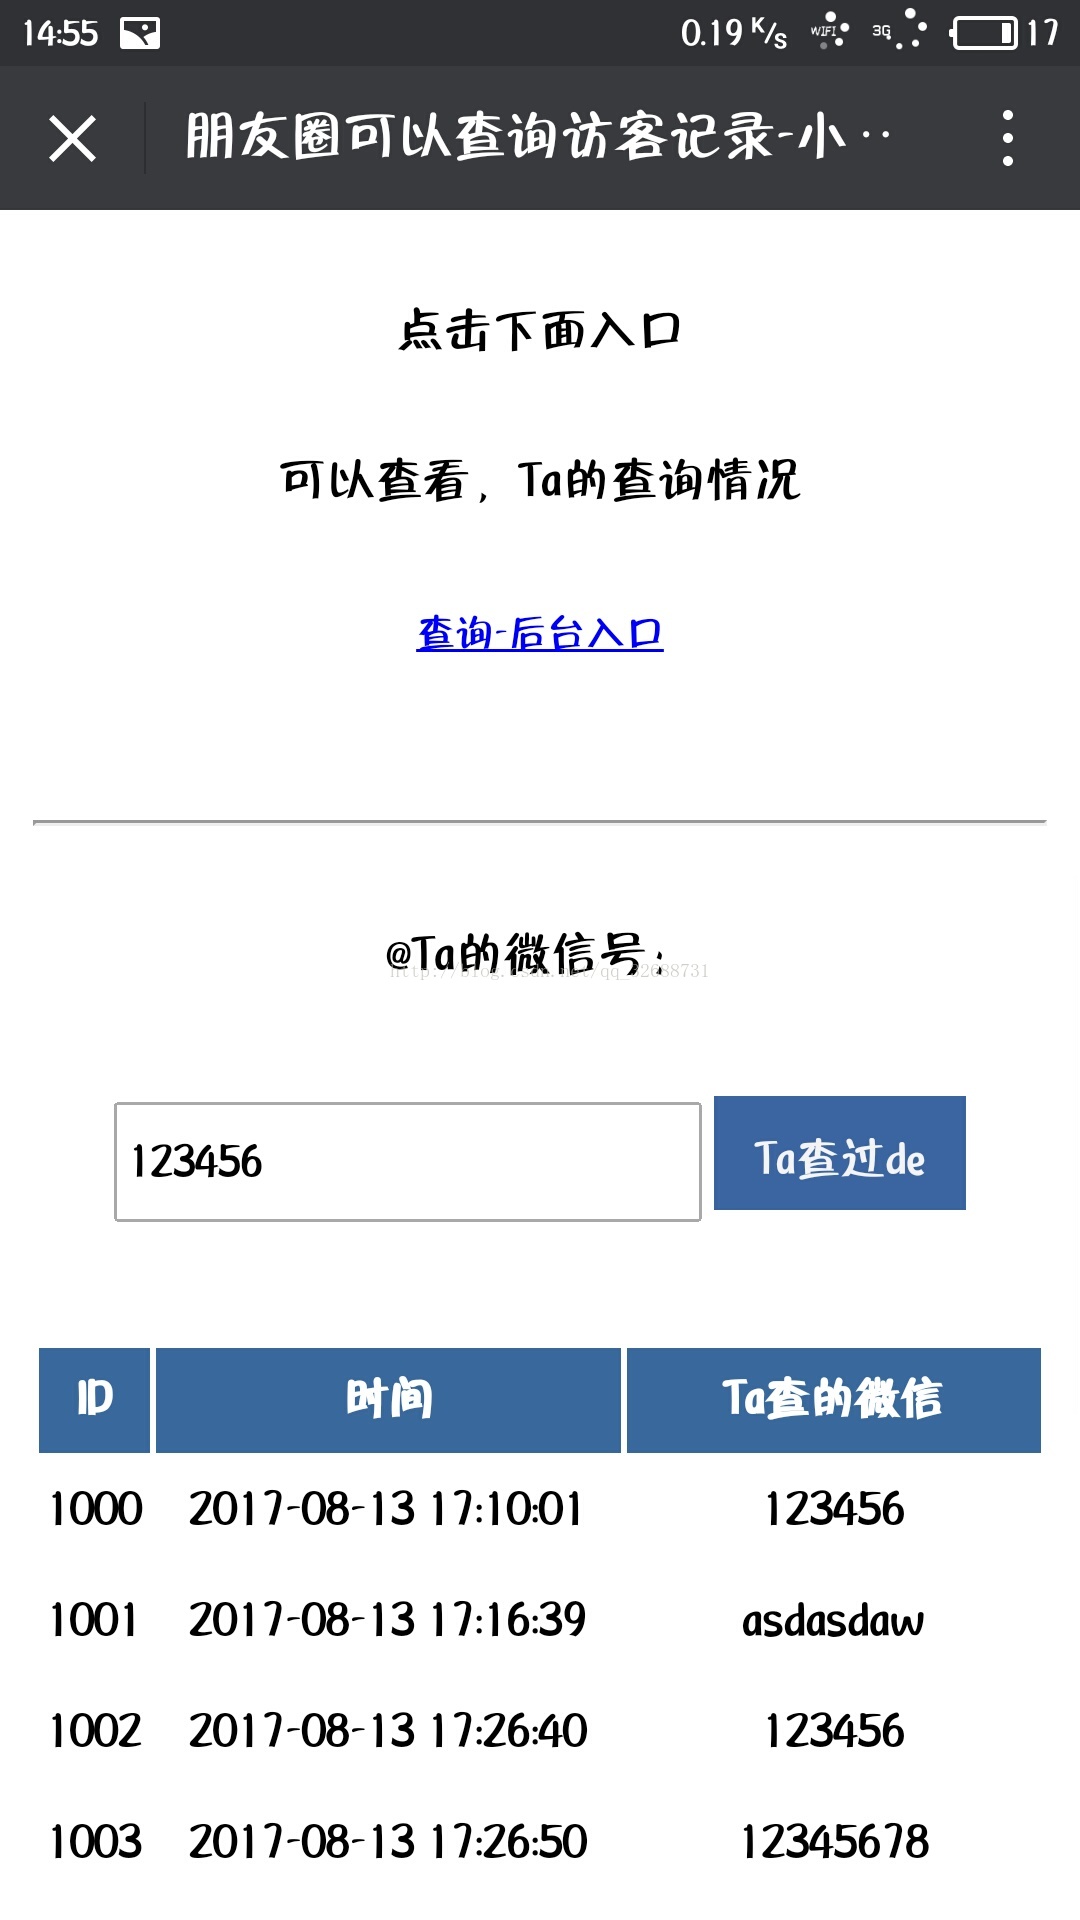 14:55 0.19 K/s WIFI 3G 17
朋友圈可以查询访客记录-小··
点击下面入口
可以查看，Ta的查询情况
查询-后台入口
@Ta的微信号：
http://blog.csdn.net/qq_32688731
123456 Ta查过de
ID 时间 Ta查的微信
1000 2017-08-13 17:10:01 123456
1001 2017-08-13 17:16:39 asdasdaw
1002 2017-08-13 17:26:40 123456
1003 2017-08-13 17:26:50 12345678